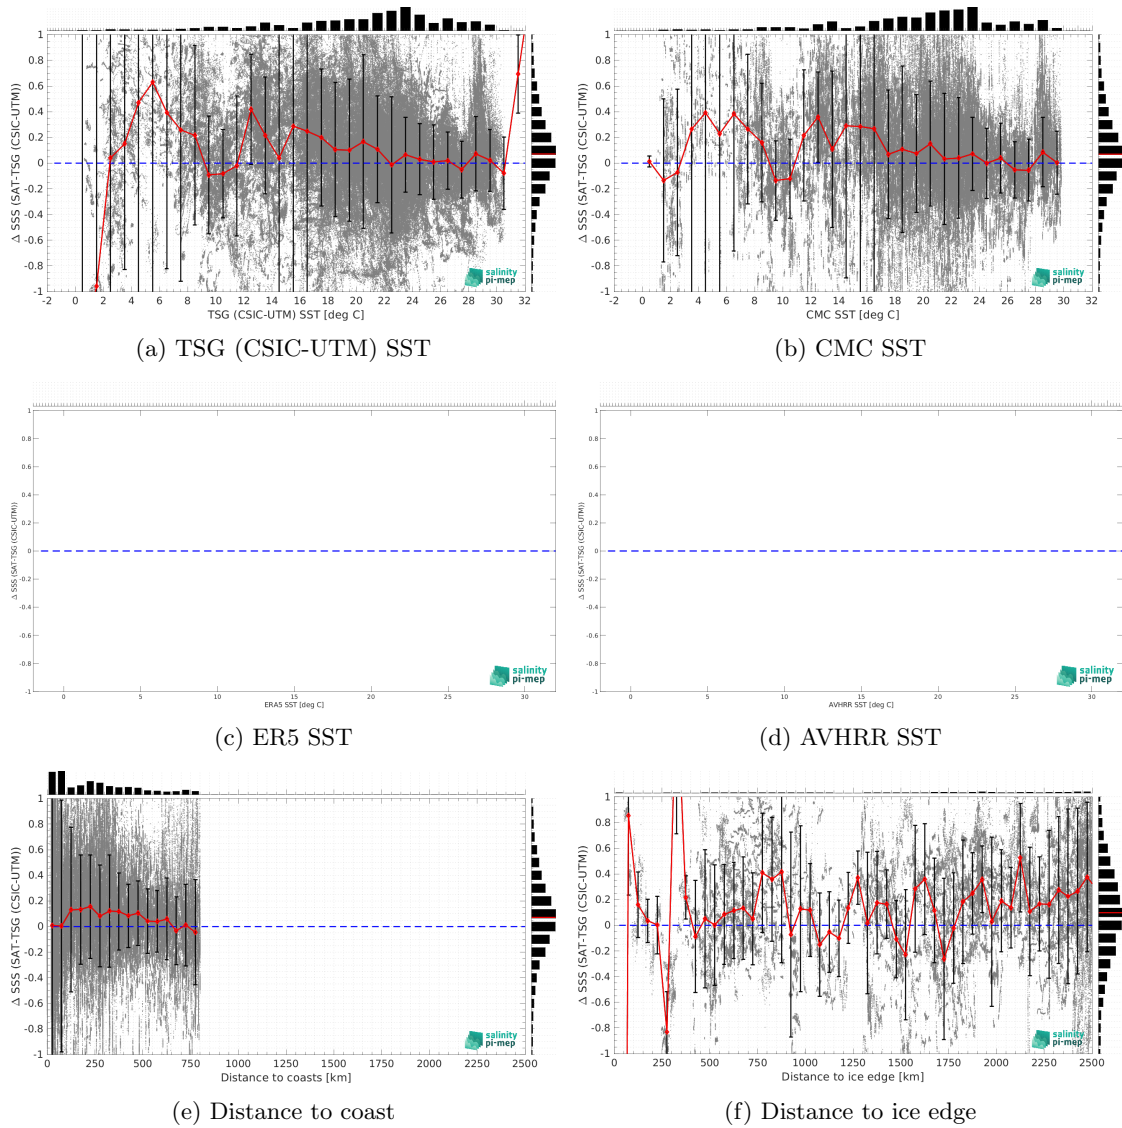 1
0.8
0.6
0.4
0.2
0
-0.2
-0.4
-0.6
-0.8
-1
Δ SSS (SAT-TSG (CSIC-UTM))
salinity
pi-mep
-2 0 2 4 6 8 10 12 14 16 18 20 22 24 26 28 30 32
TSG (CSIC-UTM) SST [deg C]
(a) TSG (CSIC-UTM) SST
1
0.8
0.6
0.4
0.2
0
-0.2
-0.4
-0.6
-0.8
-1
Δ SSS (SAT-TSG (CSIC-UTM))
salinity
pi-mep
-2 0 2 4 6 8 10 12 14 16 18 20 22 24 26 28 30 32
CMC SST [deg C]
(b) CMC SST
1
0.8
0.6
0.4
0.2
0
-0.2
-0.4
-0.6
-0.8
-1
Δ SSS (SAT-TSG (CSIC-UTM))
salinity
pi-mep
0 5 10 15 20 25 30
ERA5 SST [deg C]
(c) ER5 SST
1
0.8
0.6
0.4
0.2
0
-0.2
-0.4
-0.6
-0.8
-1
Δ SSS (SAT-TSG (CSIC-UTM))
salinity
pi-mep
0 5 10 15 20 25 30
AVHRR SST [deg C]
(d) AVHRR SST
1
0.8
0.6
0.4
0.2
0
-0.2
-0.4
-0.6
-0.8
-1
Δ SSS (SAT-TSG (CSIC-UTM))
salinity
pi-mep
0 250 500 750 1000 1250 1500 1750 2000 2250 2500
Distance to coasts [km]
(e) Distance to coast
1
0.8
0.6
0.4
0.2
0
-0.2
-0.4
-0.6
-0.8
-1
Δ SSS (SAT-TSG (CSIC-UTM))
salinity
pi-mep
0 250 500 750 1000 1250 1500 1750 2000 2250 2500
Distance to ice edge [km]
(f) Distance to ice edge